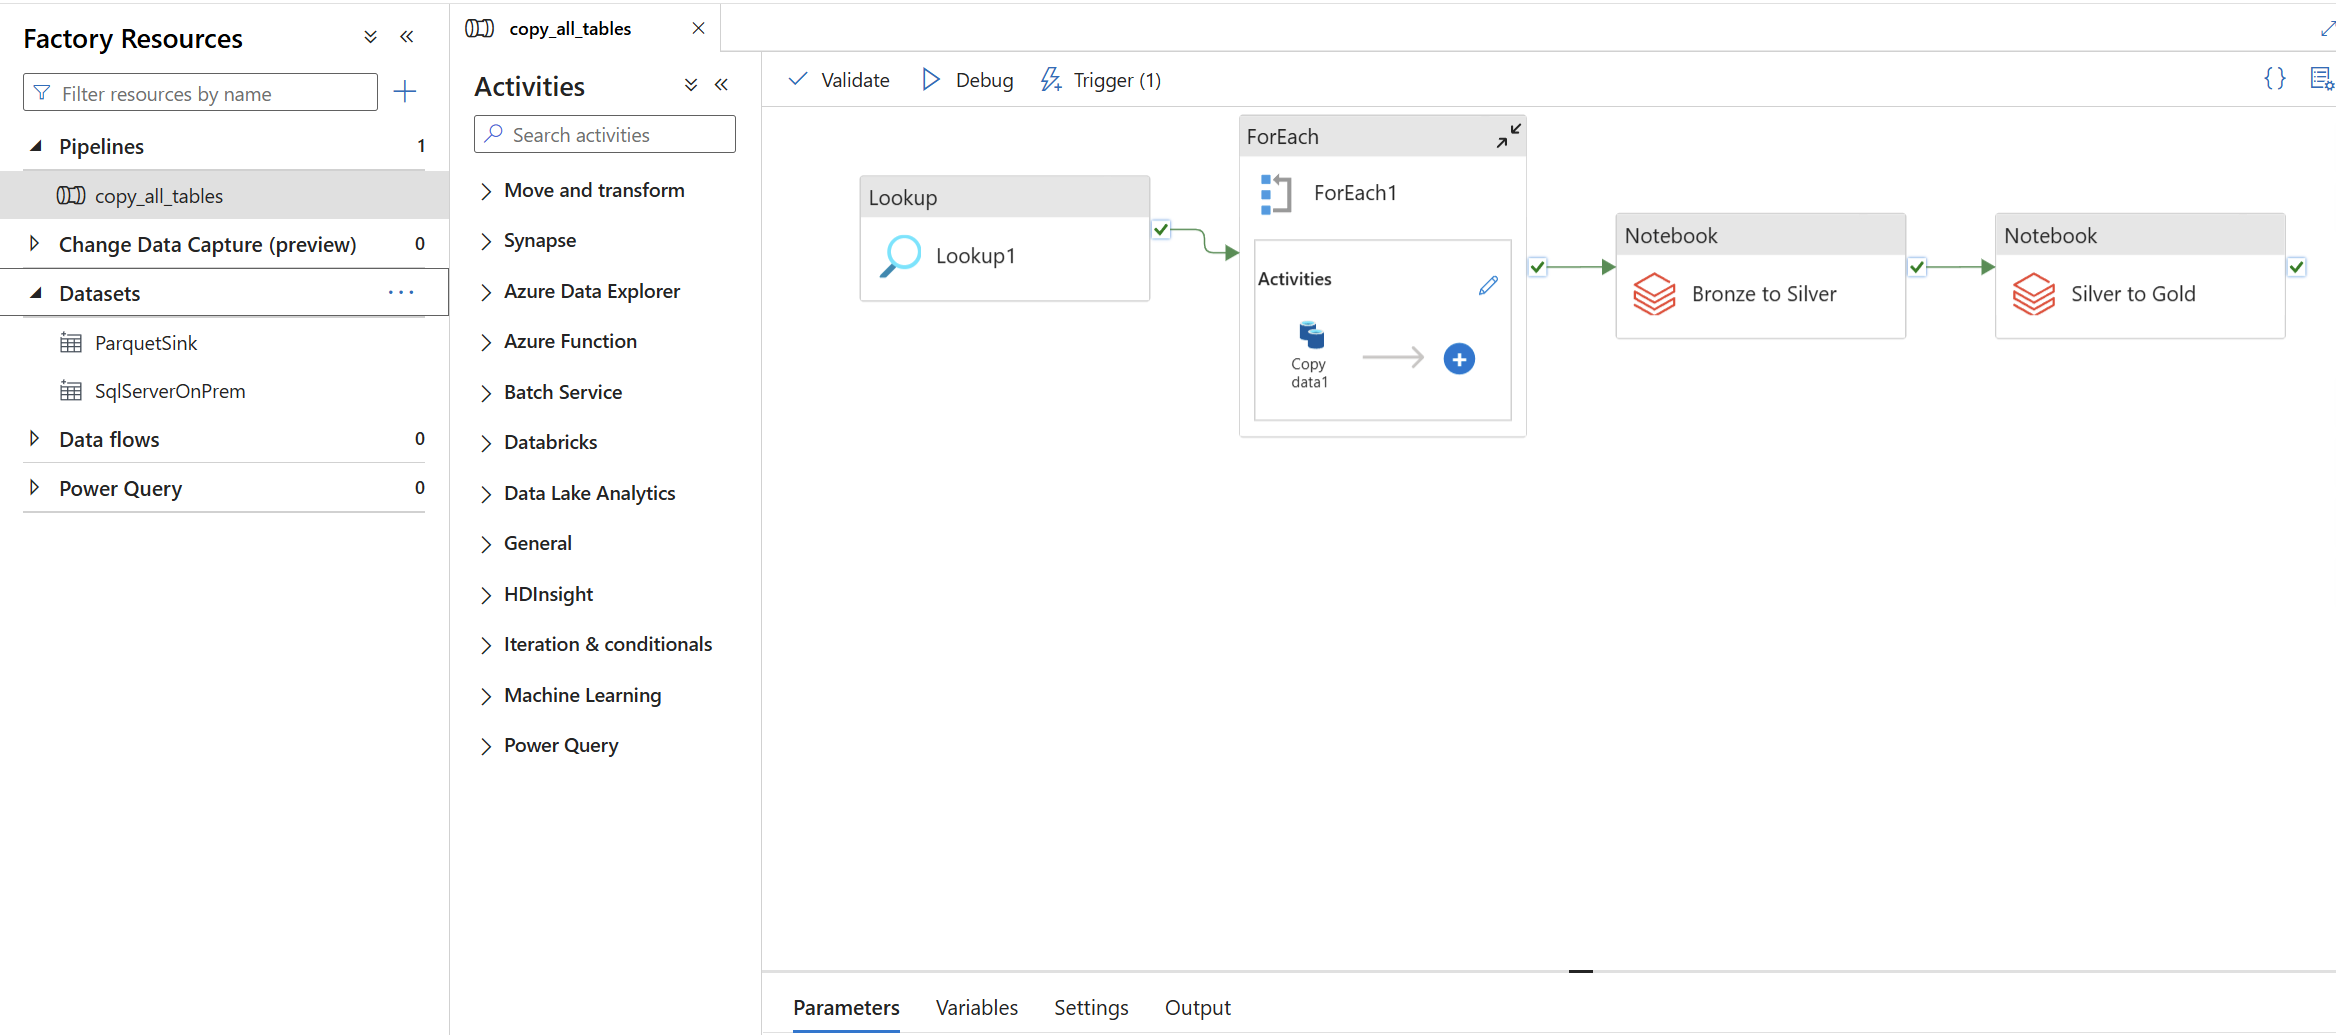 Factory Resources
Filter resources by name
Pipelines 1
copy_all_tables
Change Data Capture (preview) 0
Datasets
ParquetSink
SqlServerOnPrem
Data flows 0
Power Query 0
copy_all_tables
Activities
Search activities
Move and transform
Synapse
Azure Data Explorer
Azure Function
Batch Service
Databricks
Data Lake Analytics
General
HDInsight
Iteration & conditionals
Machine Learning
Power Query
Validate Debug Trigger (1) {}
Lookup
Lookup1
ForEach
ForEach1
Activities
Copy
data1
Notebook
Bronze to Silver
Notebook
Silver to Gold
Parameters Variables Settings Output